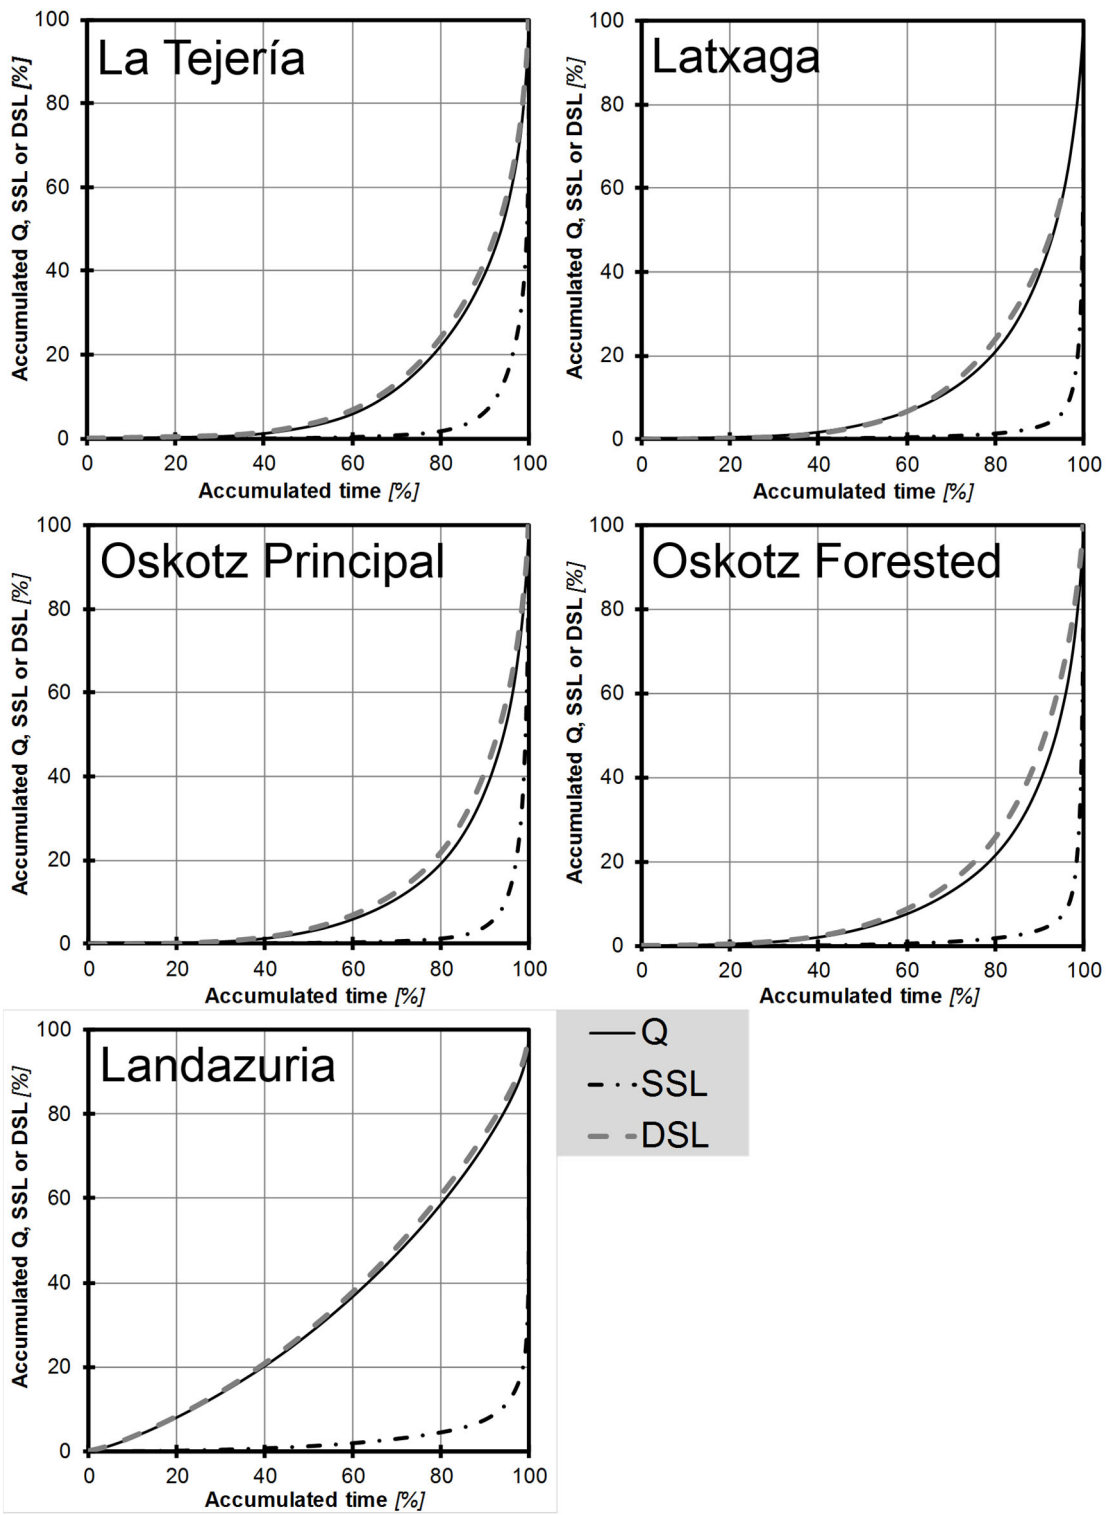 La Tejería
Accumulated Q, SSL or DSL [%]
100
80
60
40
20
0
0 20 40 60 80 100
Accumulated time [%]
Latxaga
Accumulated Q, SSL or DSL [%]
100
80
60
40
20
0
0 20 40 60 80 100
Accumulated time [%]
Oskotz Principal
Accumulated Q, SSL or DSL [%]
100
80
60
40
20
0
0 20 40 60 80 100
Accumulated time [%]
Oskotz Forested
Accumulated Q, SSL or DSL [%]
100
80
60
40
20
0
0 20 40 60 80 100
Accumulated time [%]
Landazuria
Accumulated Q, SSL or DSL [%]
100
80
60
40
20
0
0 20 40 60 80 100
Accumulated time [%]
Q
SSL
DSL